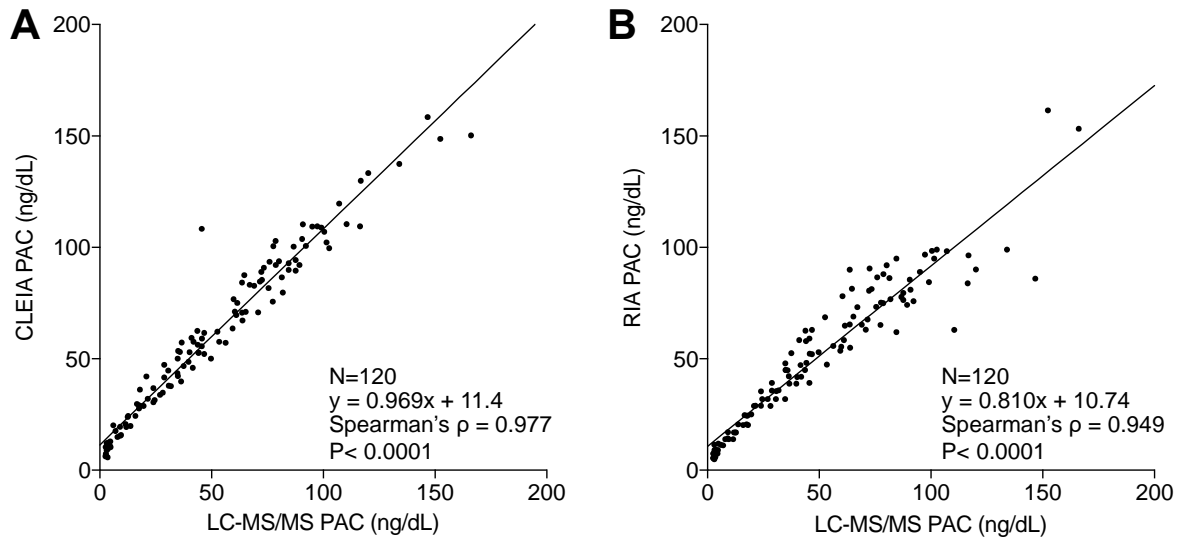 A
200
150
100
50
0
CLEIA PAC (ng/dL)
N=120
y = 0.969x + 11.4
Spearman's ρ = 0.977
P< 0.0001
0 50 100 150 200
LC-MS/MS PAC (ng/dL)
B
200
150
100
50
0
RIA PAC (ng/dL)
N=120
y = 0.810x + 10.74
Spearman's ρ = 0.949
P< 0.0001
0 50 100 150 200
LC-MS/MS PAC (ng/dL)